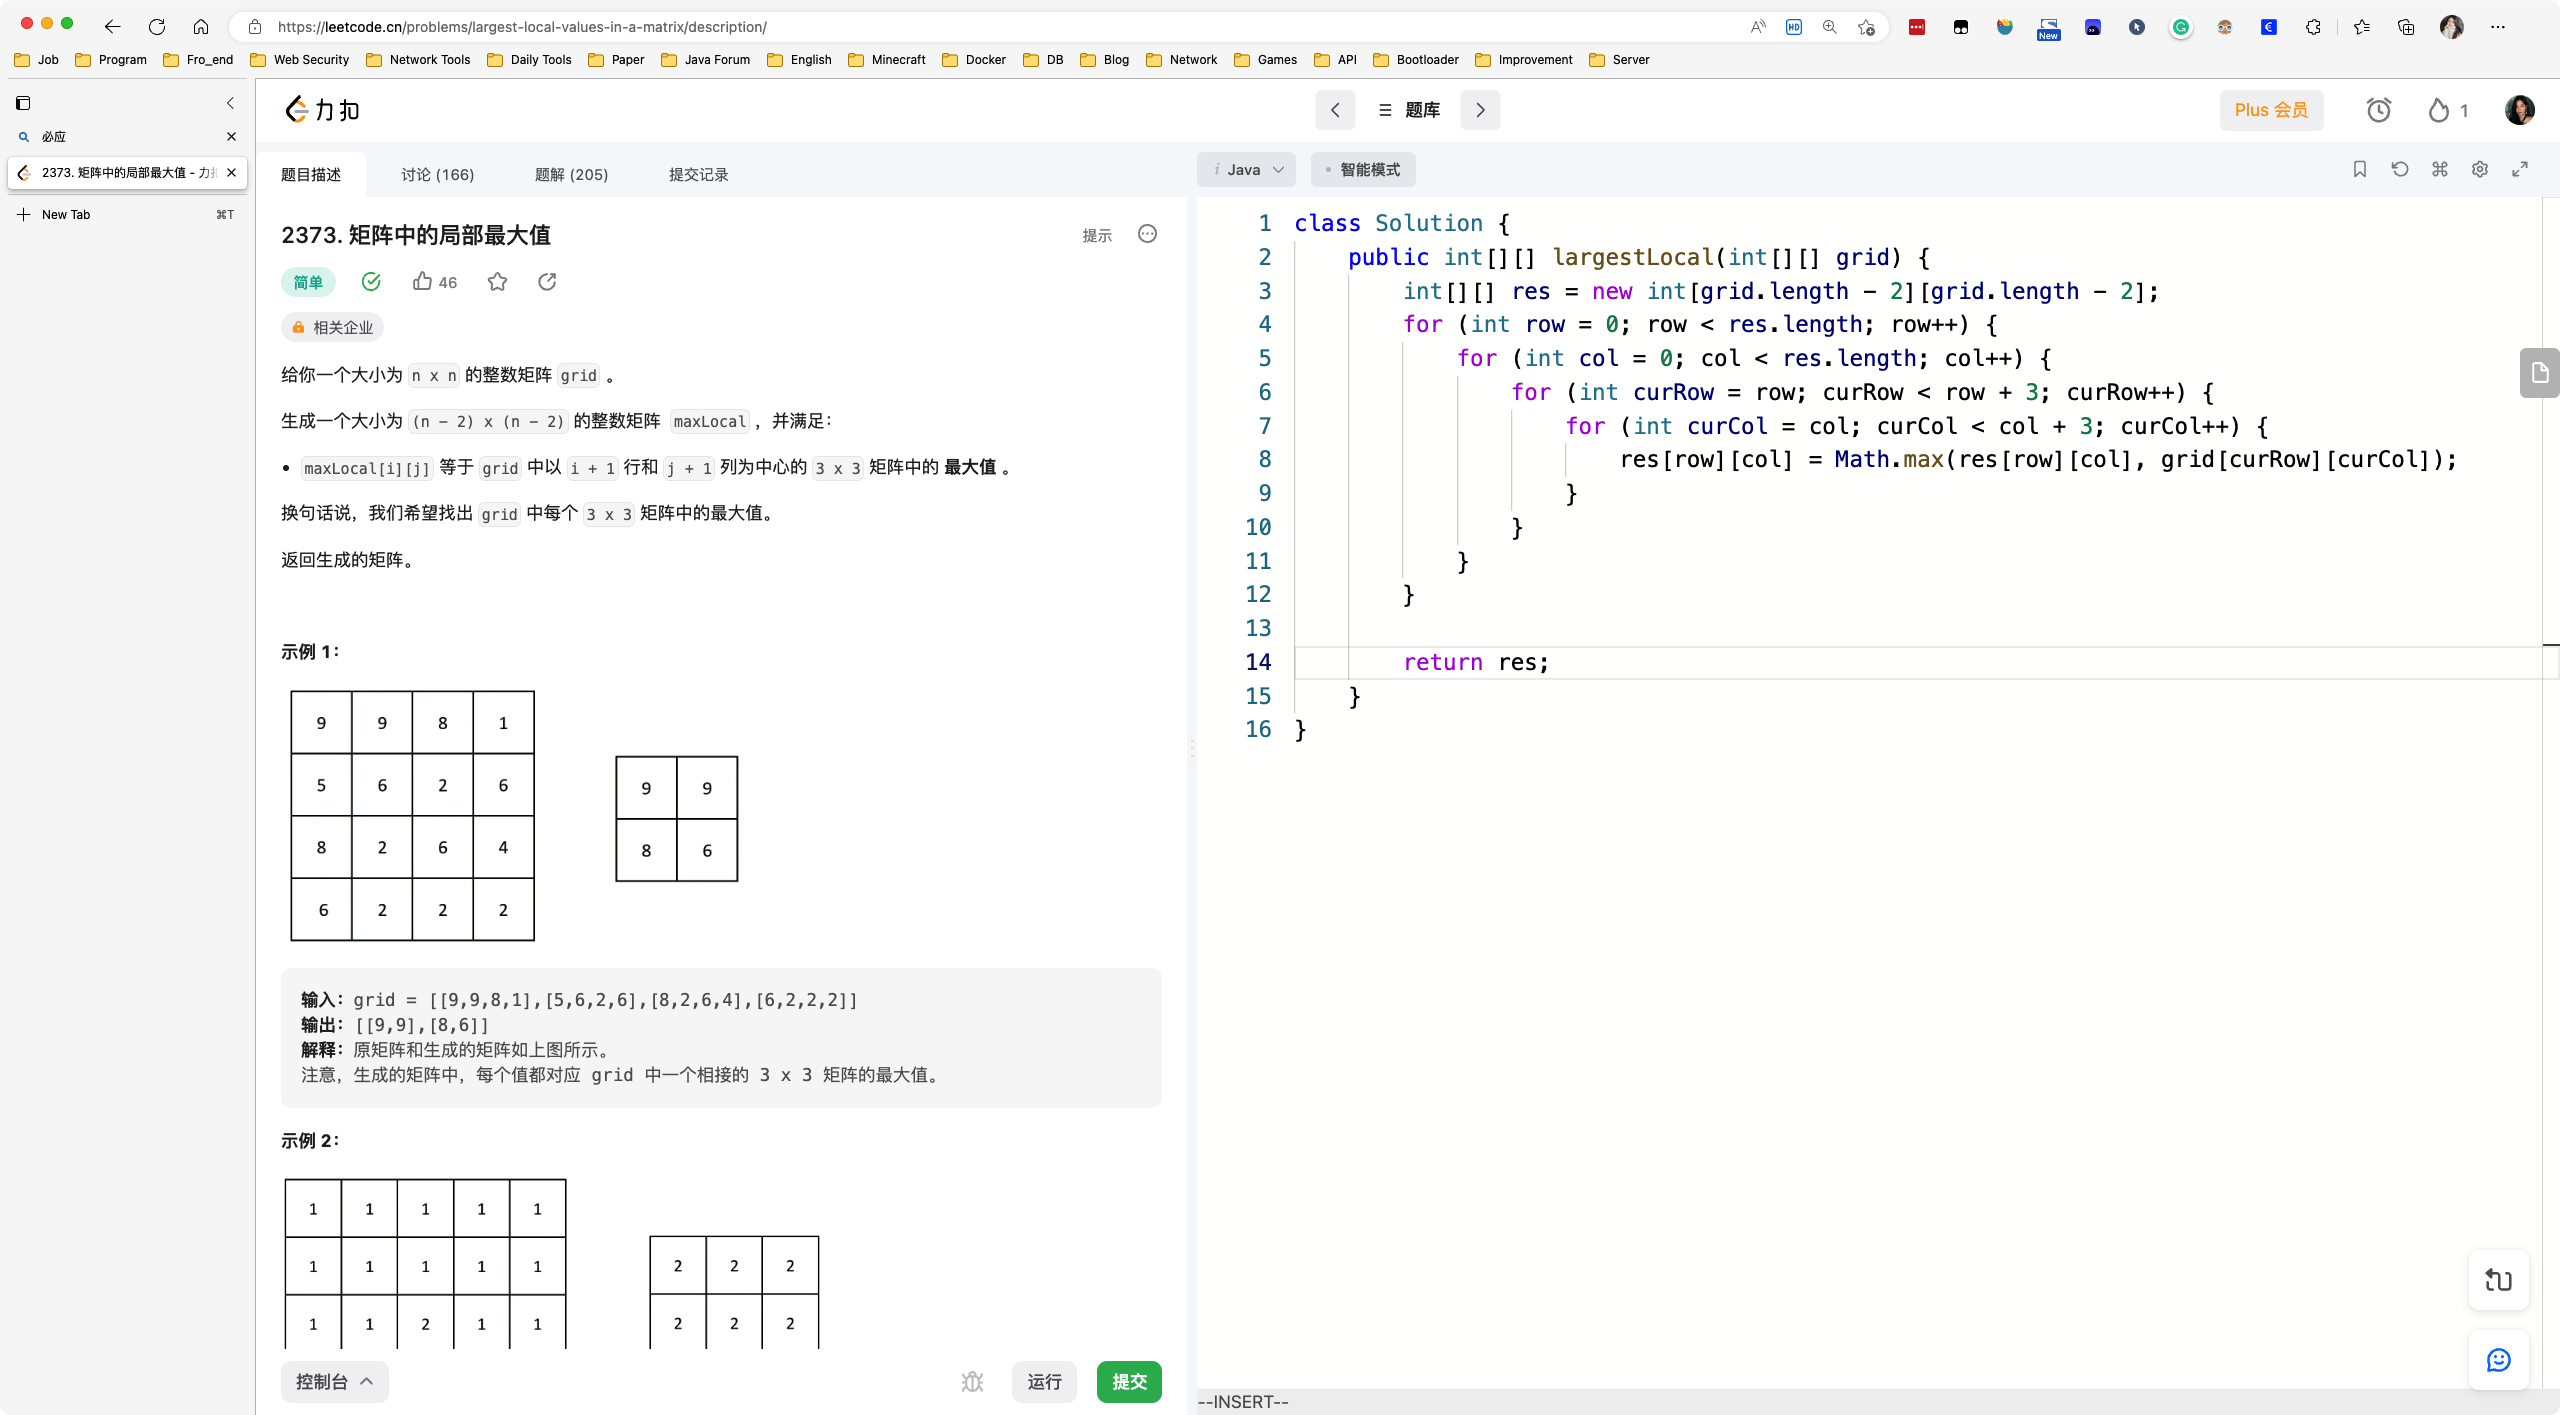 https://leetcode.cn/problems/largest-local-values-in-a-matrix/description/
HD
New
Job Program Fro_end Web Security Network Tools Daily Tools Paper Java Forum English Minecraft Docker DB Blog Network Games API Bootloader Improvement Server
必应
2373. 矩阵中的局部最大值 - 力扣
New Tab ⌘T
力扣
题库
Plus 会员
1
题目描述 讨论 (166) 题解 (205) 提交记录
2373. 矩阵中的局部最大值
提示
简单 46
相关企业
给你一个大小为 n x n 的整数矩阵 grid 。
生成一个大小为 (n - 2) x (n - 2) 的整数矩阵 maxLocal ，并满足：
• maxLocal[i][j] 等于 grid 中以 i + 1 行和 j + 1 列为中心的 3 x 3 矩阵中的 最大值 。
换句话说，我们希望找出 grid 中每个 3 x 3 矩阵中的最大值。
返回生成的矩阵。
示例 1：
9 9 8 1
5 6 2 6
8 2 6 4
6 2 2 2
9 9
8 6
输入：grid = [[9,9,8,1],[5,6,2,6],[8,2,6,4],[6,2,2,2]]
输出：[[9,9],[8,6]]
解释：原矩阵和生成的矩阵如上图所示。
注意，生成的矩阵中，每个值都对应 grid 中一个相接的 3 x 3 矩阵的最大值。
示例 2：
1 1 1 1 1
1 1 1 1 1
1 1 2 1 1
2 2 2
2 2 2
控制台
运行
提交
i Java
智能模式
1 class Solution {
2 public int[][] largestLocal(int[][] grid) {
3 int[][] res = new int[grid.length - 2][grid.length - 2];
4 for (int row = 0; row < res.length; row++) {
5 for (int col = 0; col < res.length; col++) {
6 for (int curRow = row; curRow < row + 3; curRow++) {
7 for (int curCol = col; curCol < col + 3; curCol++) {
8 res[row][col] = Math.max(res[row][col], grid[curRow][curCol]);
9 }
10 }
11 }
12 }
13
14 return res;
15 }
16 }
--INSERT--